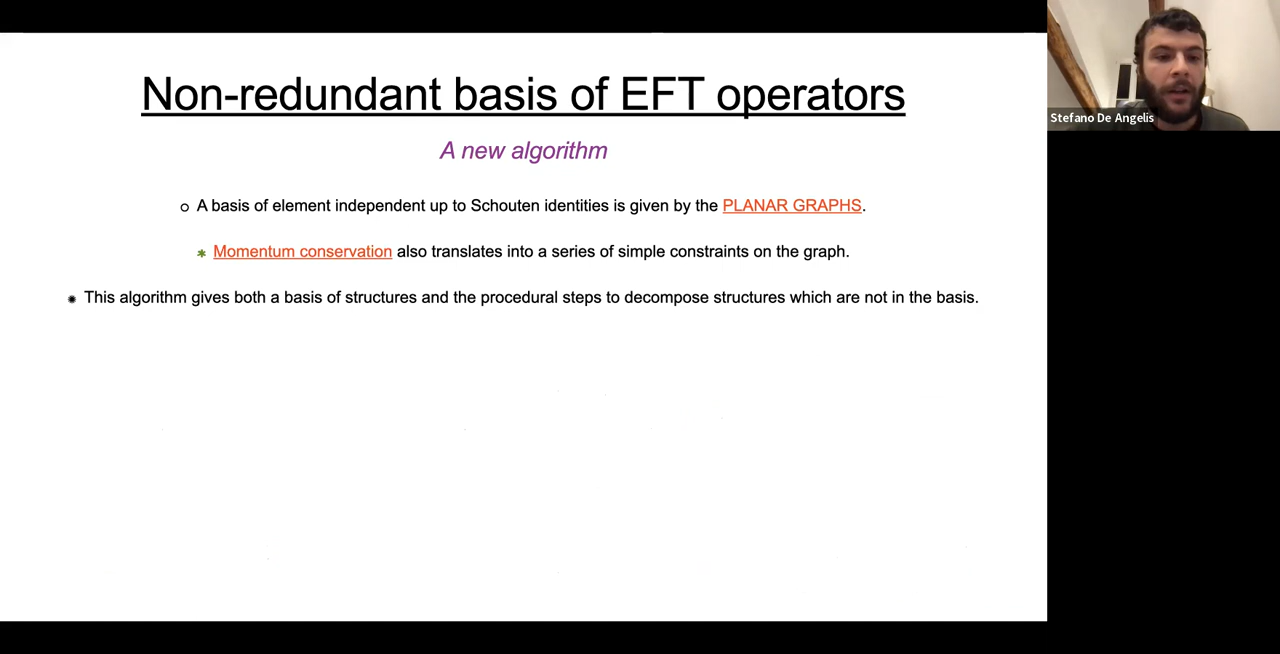 Non-redundant basis of EFT operators
A new algorithm
A basis of element independent up to Schouten identities is given by the PLANAR GRAPHS.
Momentum conservation also translates into a series of simple constraints on the graph.
This algorithm gives both a basis of structures and the procedural steps to decompose structures which are not in the basis.
Stefano De Angelis